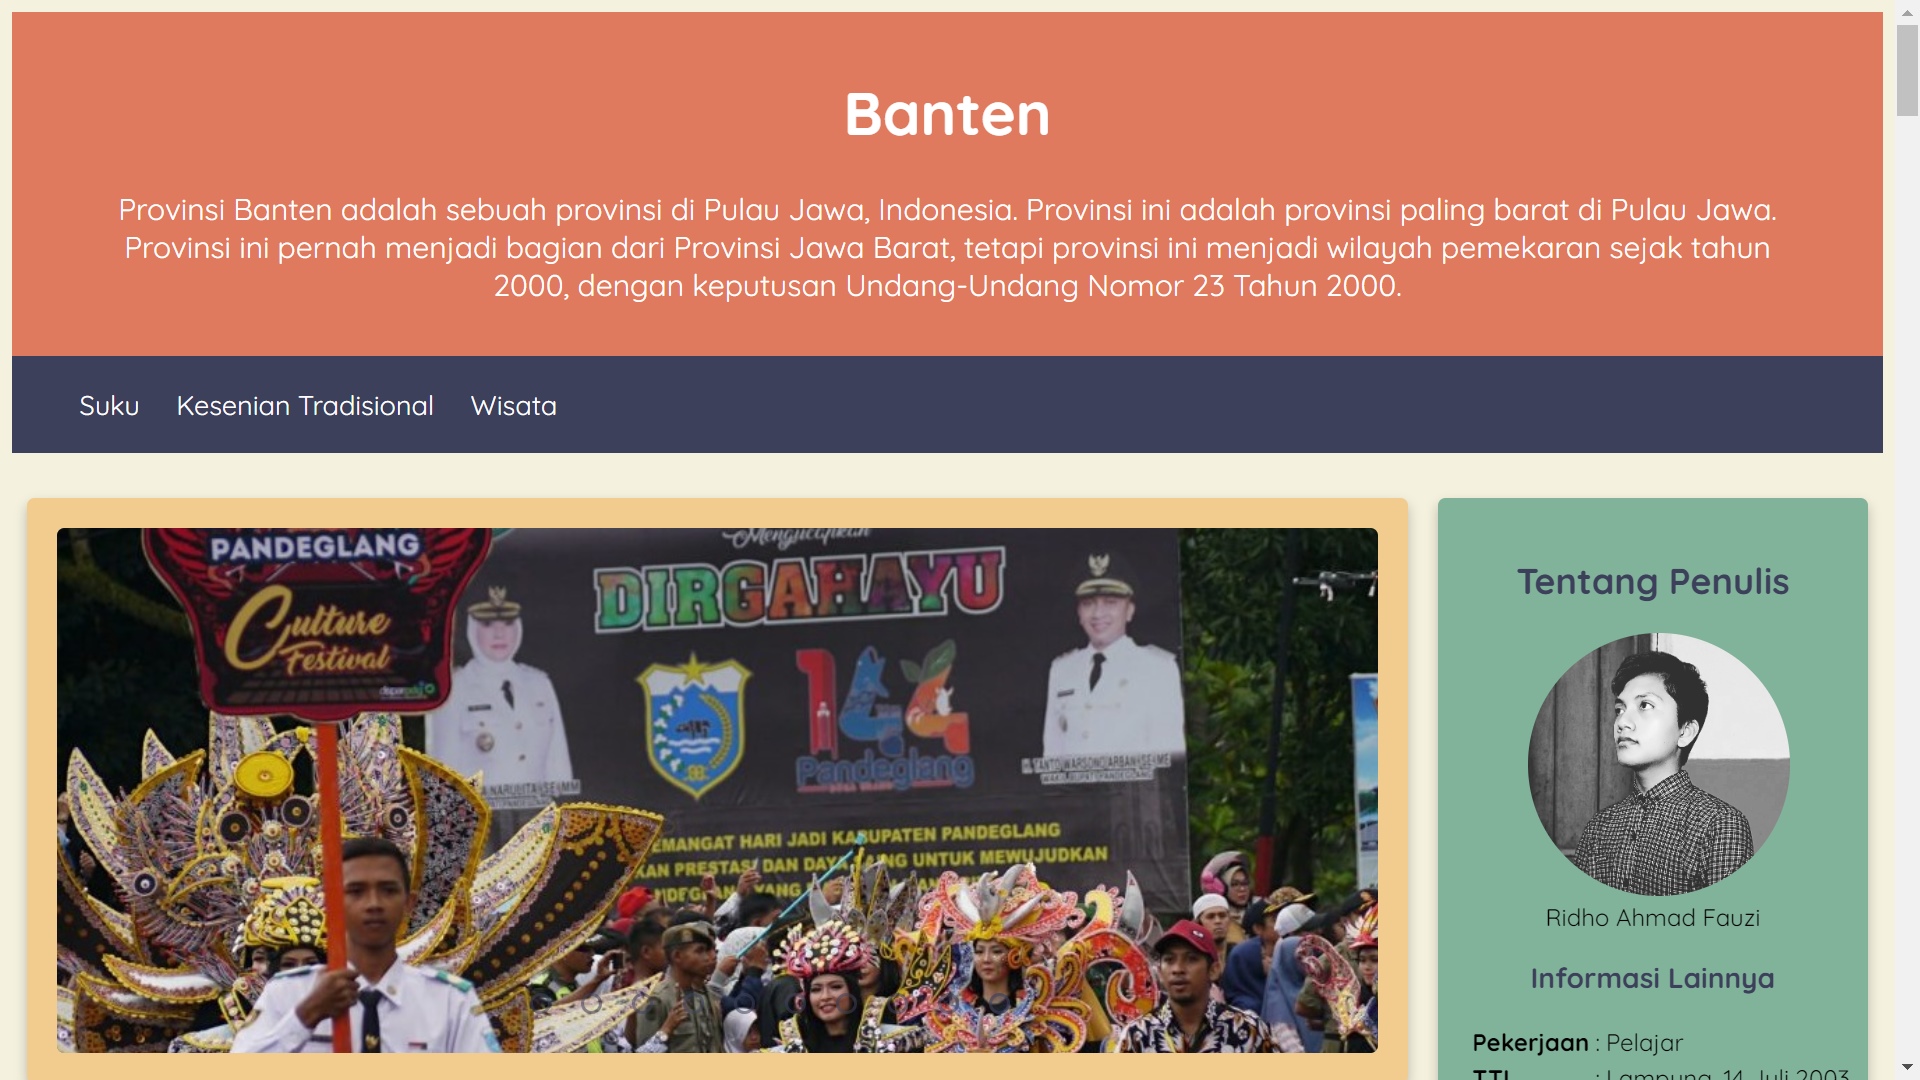 Banten
Provinsi Banten adalah sebuah provinsi di Pulau Jawa, Indonesia. Provinsi ini adalah provinsi paling barat di Pulau Jawa.
Provinsi ini pernah menjadi bagian dari Provinsi Jawa Barat, tetapi provinsi ini menjadi wilayah pemekaran sejak tahun
2000, dengan keputusan Undang-Undang Nomor 23 Tahun 2000.
Suku Kesenian Tradisional Wisata
Mengucapkan
DIRGAHAYU
PANDEGLANG
Culture
Festival
144
Pandeglang
EMANGAT HARI JADI KABUPATEN PANDEGLANG
KAN PRESTASI DAN DAYA UNTUK MEWUJUDKAN
YANG
Tentang Penulis
Ridho Ahmad Fauzi
Informasi Lainnya
Pekerjaan : Pelajar
TTL : Lampung, 14 Juli 2003